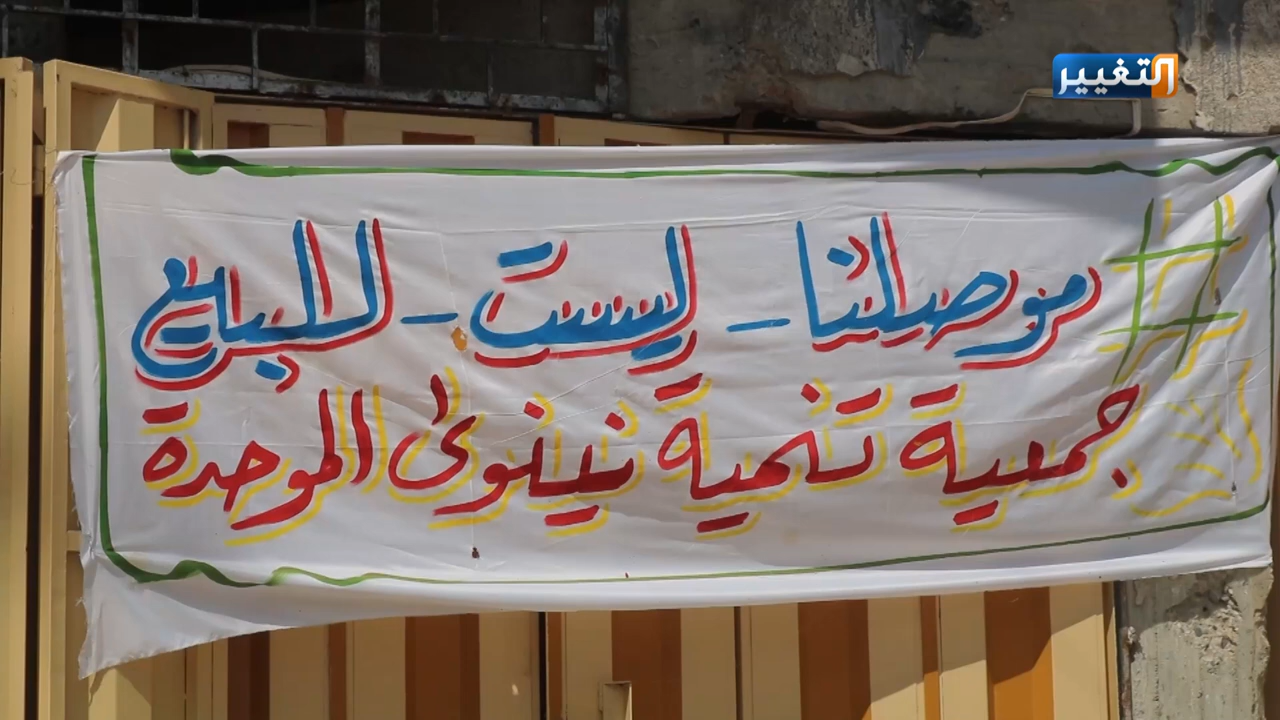 التغيير
# موصلنا - ليست - للبيع
جمعية تنمية نينوى الموحدة